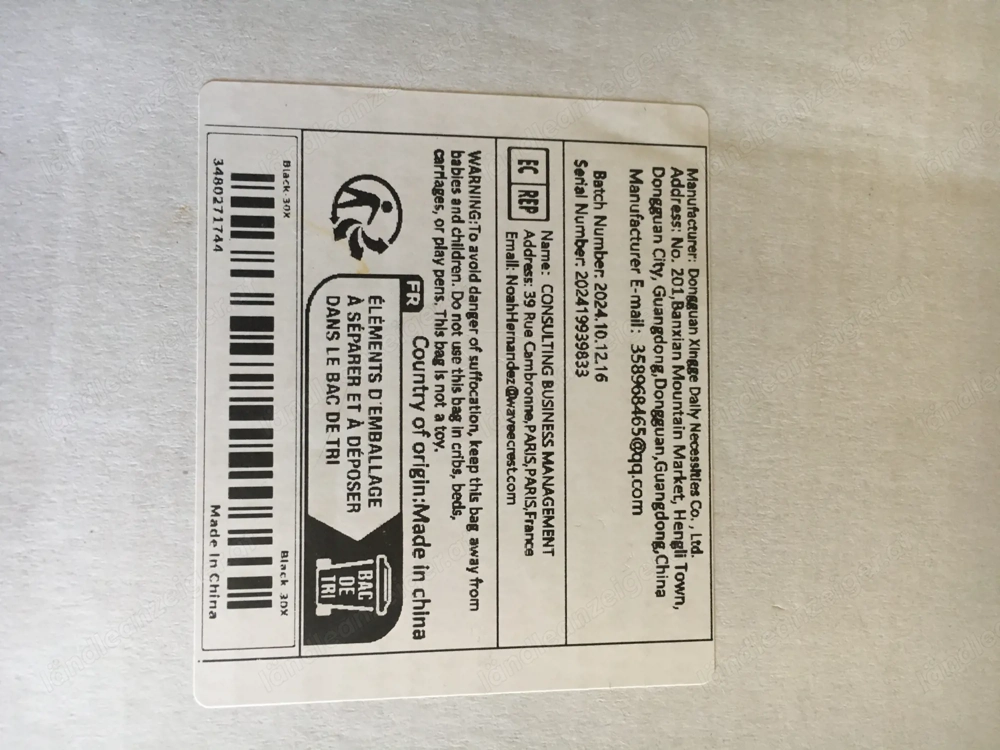 Manufacturer: Dongguan Xingge Daily Necessities Co., Ltd.
Address: No. 201,Banxian Mountain Market, Hengli Town,
Dongguan City, Guangdong,Dongguan,Guangdong,China
Manufacturer E-mail: 358968465@qq.com
Batch Number: 2024.10.12.16
Serial Number: 202419939833
EC REP
Name: CONSULTING BUSINESS MANAGEMENT
Address: 39 Rue Cambronne,PARIS,PARIS,France
Email: NoahHernandez@waveecrest.com
WARNING:To avoid danger of suffocation, keep this bag away from
babies and children. Do not use this bag in cribs, beds,
carriages, or play pens. This bag is not a toy.
Country of origin:Made in china
FR
ÉLÉMENTS D'EMBALLAGE
À SÉPARER ET À DÉPOSER
DANS LE BAC DE TRI
BAC
DE
TRI
Black-30X
Black 30X
3480271744
Made In China